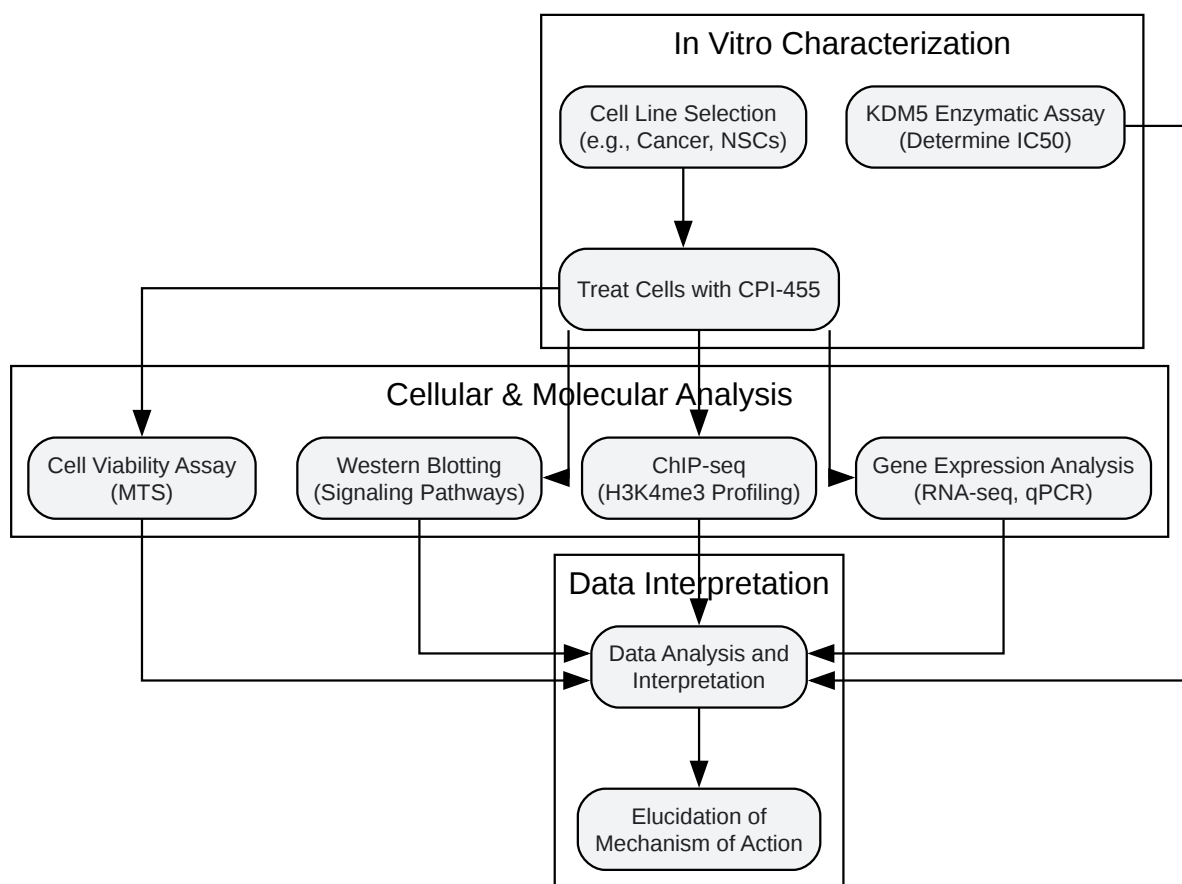 In Vitro Characterization
Cell Line Selection
(e.g., Cancer, NSCs)
KDM5 Enzymatic Assay
(Determine IC50)
Treat Cells with CPI-455
Cellular & Molecular Analysis
Cell Viability Assay
(MTS)
Western Blotting
(Signaling Pathways)
ChIP-seq
(H3K4me3 Profiling)
Gene Expression Analysis
(RNA-seq, qPCR)
Data Interpretation
Data Analysis and
Interpretation
Elucidation of
Mechanism of Action